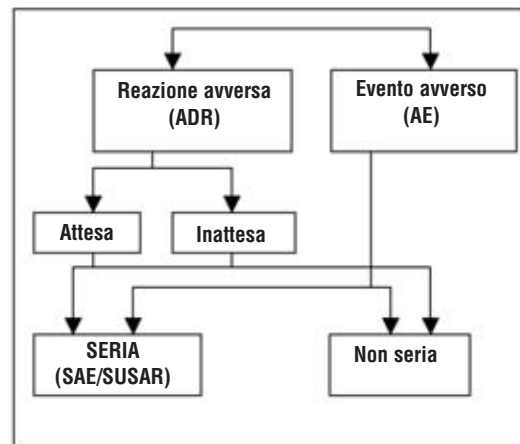 Reazione avversa
(ADR)
Evento avverso
(AE)
Attesa
Inattesa
SERIA
(SAE/SUSAR)
Non seria